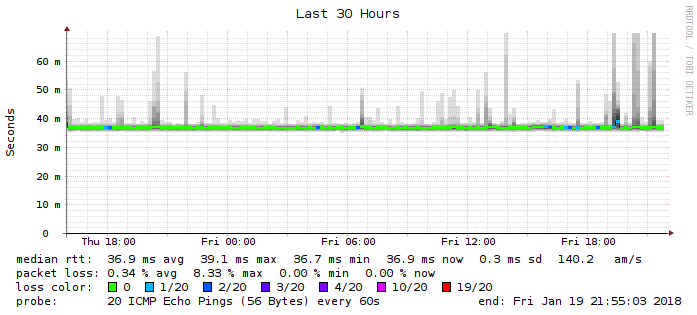 Last 30 Hours
RRDTOOL / TOBI OETIKER
Seconds
60 m
50 m
40 m
30 m
20 m
10 m
0
Thu 18:00 Fri 00:00 Fri 06:00 Fri 12:00 Fri 18:00
median rtt: 36.9 ms avg 39.1 ms max 36.7 ms min 36.9 ms now 0.3 ms sd 140.2 am/s
packet loss: 0.34 % avg 8.33 % max 0.00 % min 0.00 % now
loss color: 0 1/20 2/20 3/20 4/20 10/20 19/20
probe: 20 ICMP Echo Pings (56 Bytes) every 60s end: Fri Jan 19 21:55:03 2018